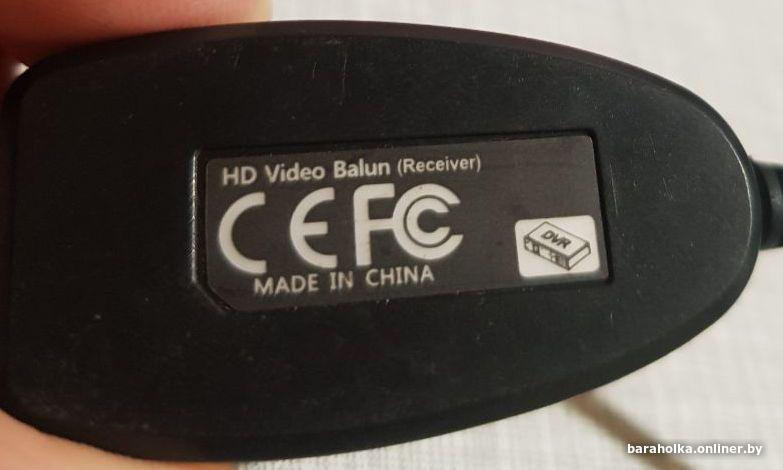 HD Video Balun (Receiver)
CE FC
MADE IN CHINA
DVR
baraholka.onliner.by